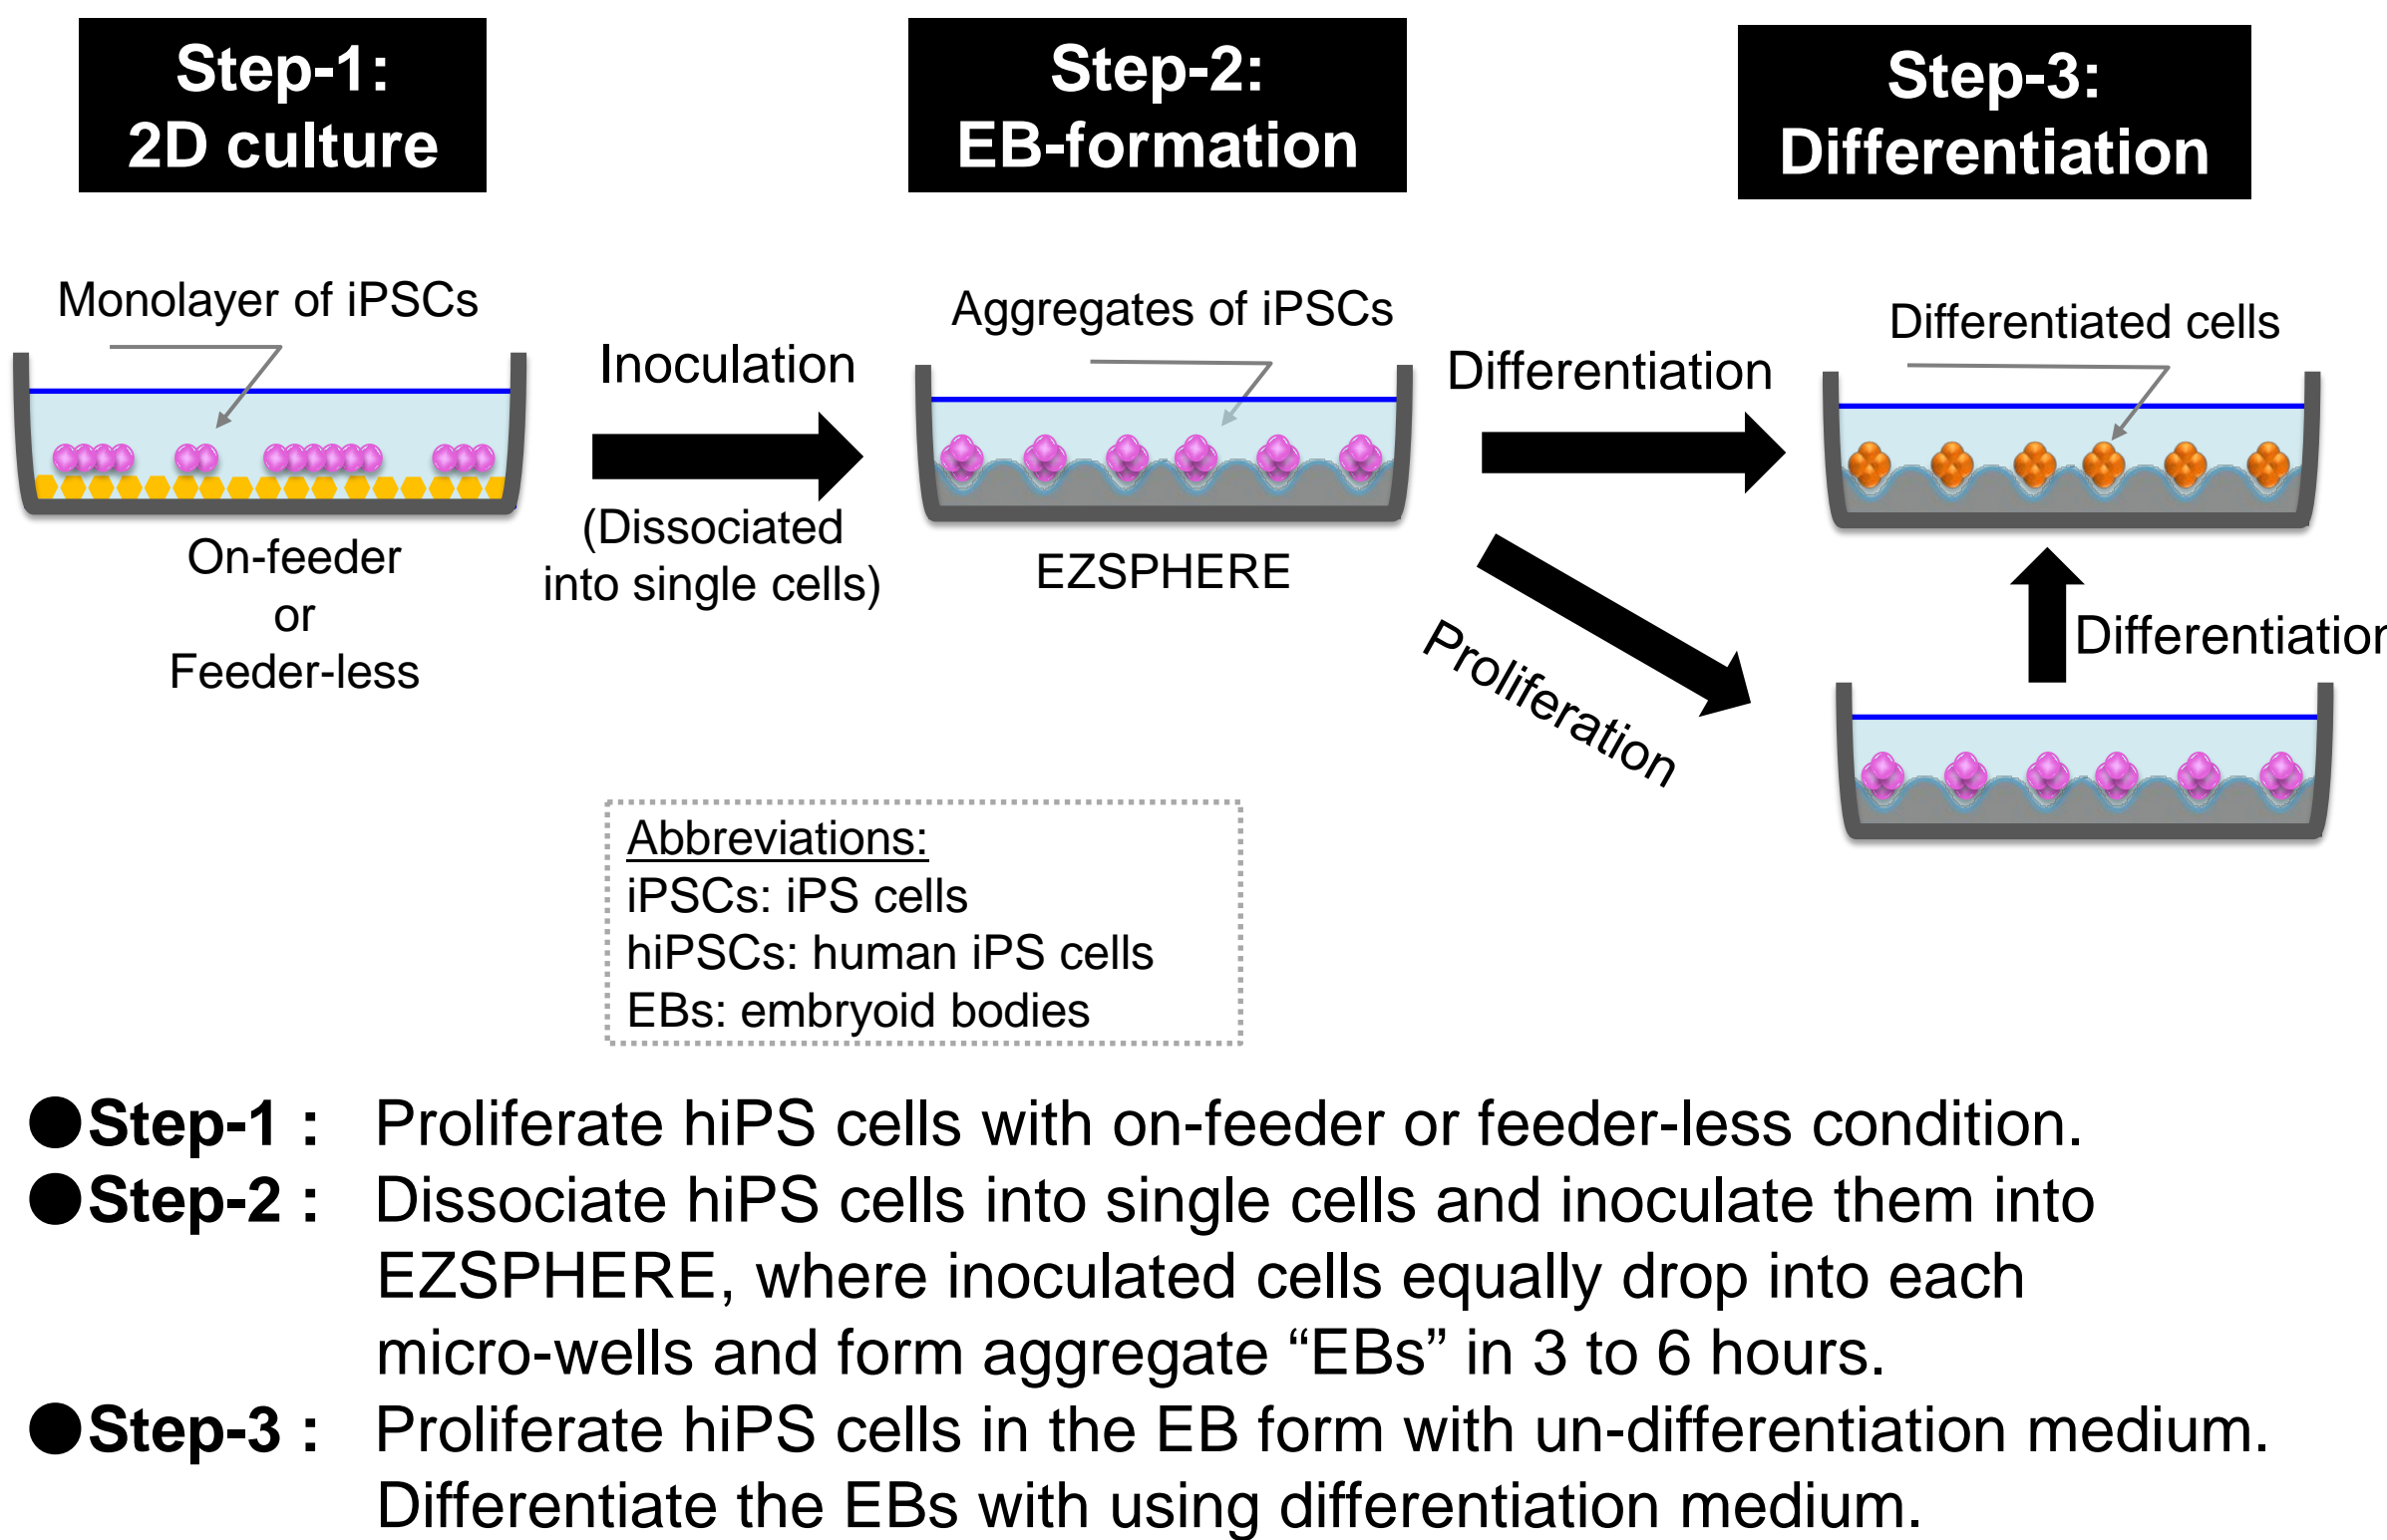 Step-1:
2D culture
Step-2:
EB-formation
Step-3:
Differentiation
Monolayer of iPSCs
Inoculation
(Dissociated
into single cells)
On-feeder
or
Feeder-less
Aggregates of iPSCs
EZSPHERE
Differentiation
Proliferation
Differentiated cells
Differentiation
Abbreviations:
iPSCs: iPS cells
hiPSCs: human iPS cells
EBs: embryoid bodies
●Step-1 : Proliferate hiPS cells with on-feeder or feeder-less condition.
●Step-2 : Dissociate hiPS cells into single cells and inoculate them into
EZSPHERE, where inoculated cells equally drop into each
micro-wells and form aggregate “EBs” in 3 to 6 hours.
●Step-3 : Proliferate hiPS cells in the EB form with un-differentiation medium.
Differentiate the EBs with using differentiation medium.